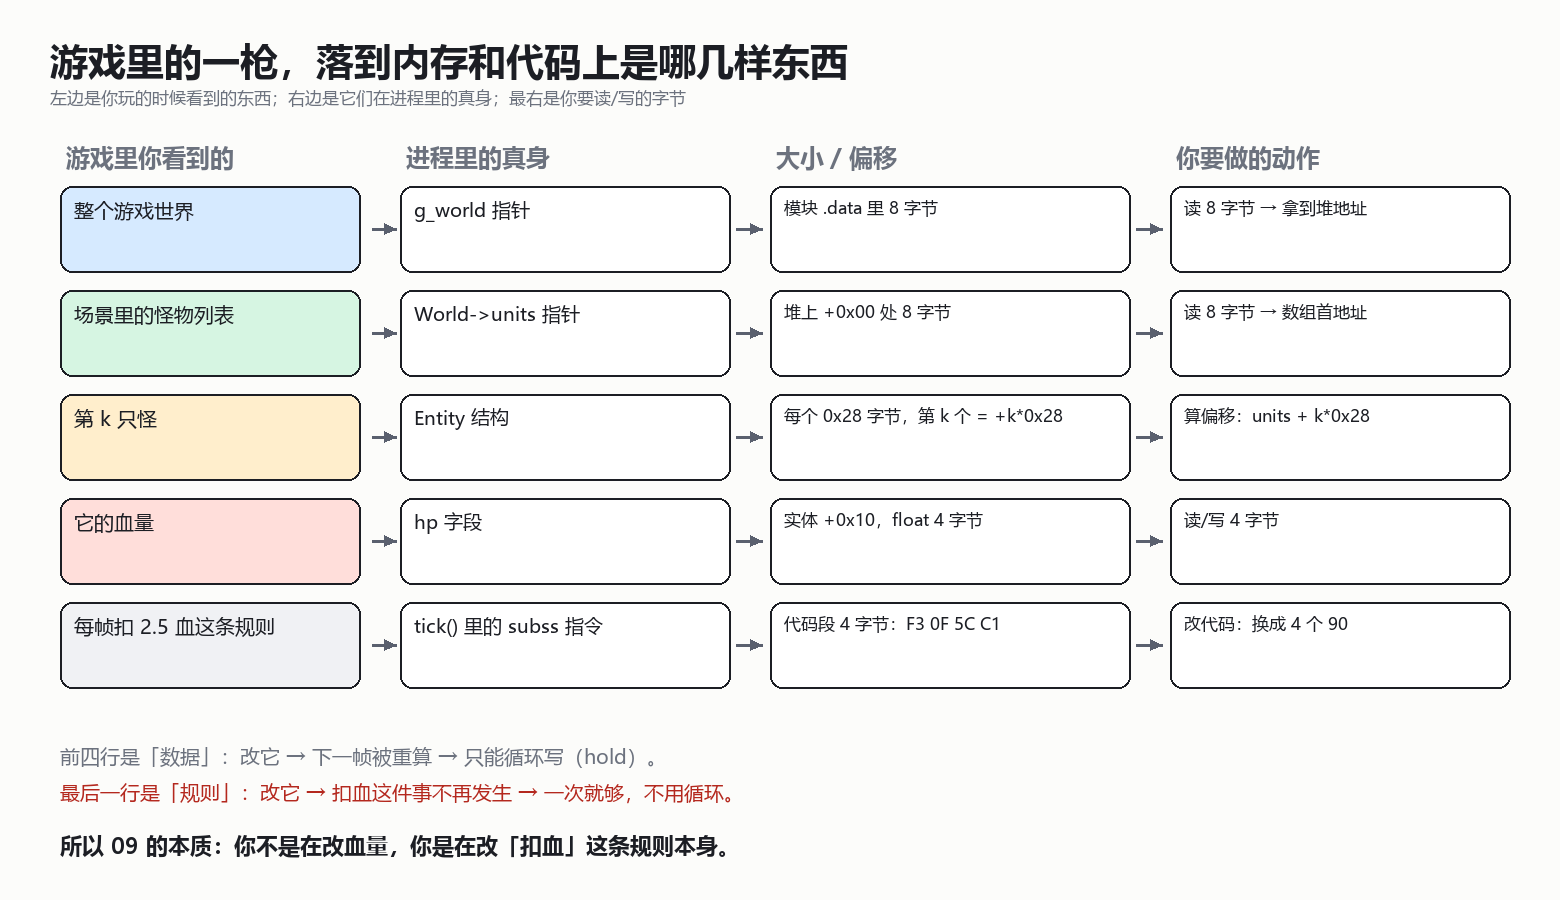 游戏里的一枪，落到内存和代码上是哪几样东西
左边是你玩的时候看到的东西；右边是它们在进程里的真身；最右是你要读/写的字节
游戏里你看到的
进程里的真身
大小 / 偏移
你要做的动作
整个游戏世界
g_world 指针
模块 .data 里 8 字节
读 8 字节 → 拿到堆地址
场景里的怪物列表
World->units 指针
堆上 +0x00 处 8 字节
读 8 字节 → 数组首地址
第 k 只怪
Entity 结构
每个 0x28 字节，第 k 个 = +k*0x28
算偏移：units + k*0x28
它的血量
hp 字段
实体 +0x10，float 4 字节
读/写 4 字节
每帧扣 2.5 血这条规则
tick() 里的 subss 指令
代码段 4 字节：F3 0F 5C C1
改代码：换成 4 个 90
前四行是「数据」：改它 → 下一帧被重算 → 只能循环写（hold）。
最后一行是「规则」：改它 → 扣血这件事不再发生 → 一次就够，不用循环。
所以 09 的本质：你不是在改血量，你是在改「扣血」这条规则本身。